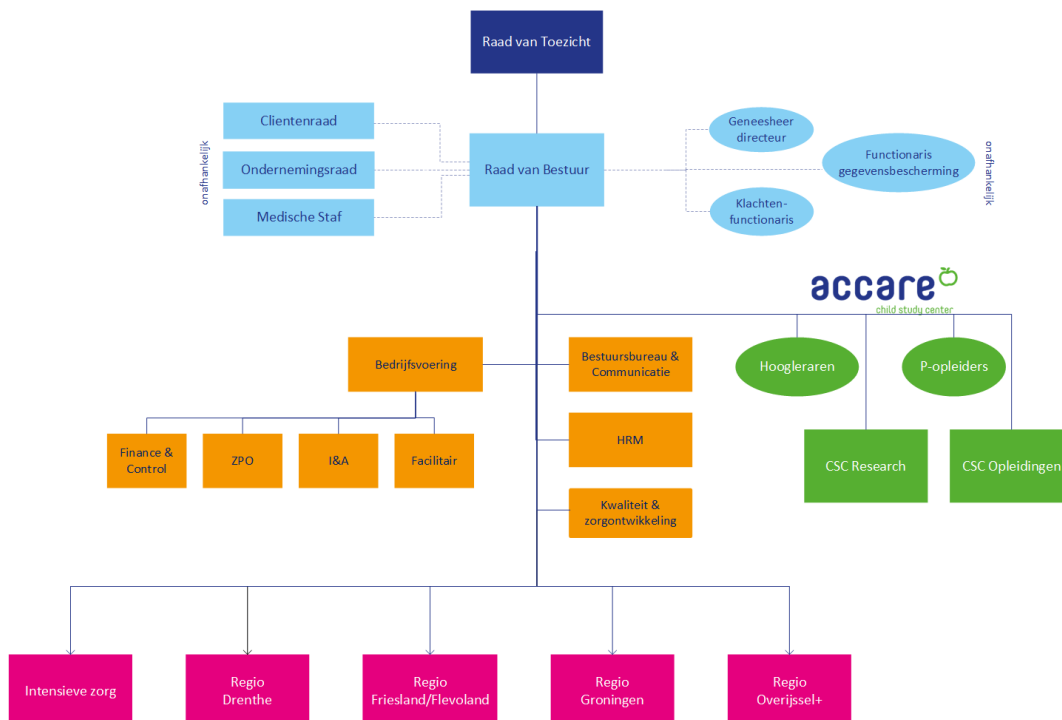 Raad van Toezicht
Clientenraad
Ondernemingsraad
Medische Staf
onafhankelijk
Raad van Bestuur
Geneesheer
directeur
Functionaris
gegevensbescherming
Klachten-
functionaris
onafhankelijk
accare
child study center
Bedrijfsvoering
Bestuursbureau &
Communicatie
Hoogleraren
P-opleiders
Finance &
Control
ZPO
I&A
Facilitair
HRM
CSC Research
CSC Opleidingen
Kwaliteit &
zorgontwikkeling
Intensieve zorg
Regio
Drenthe
Regio
Friesland/Flevoland
Regio
Groningen
Regio
Overijssel+